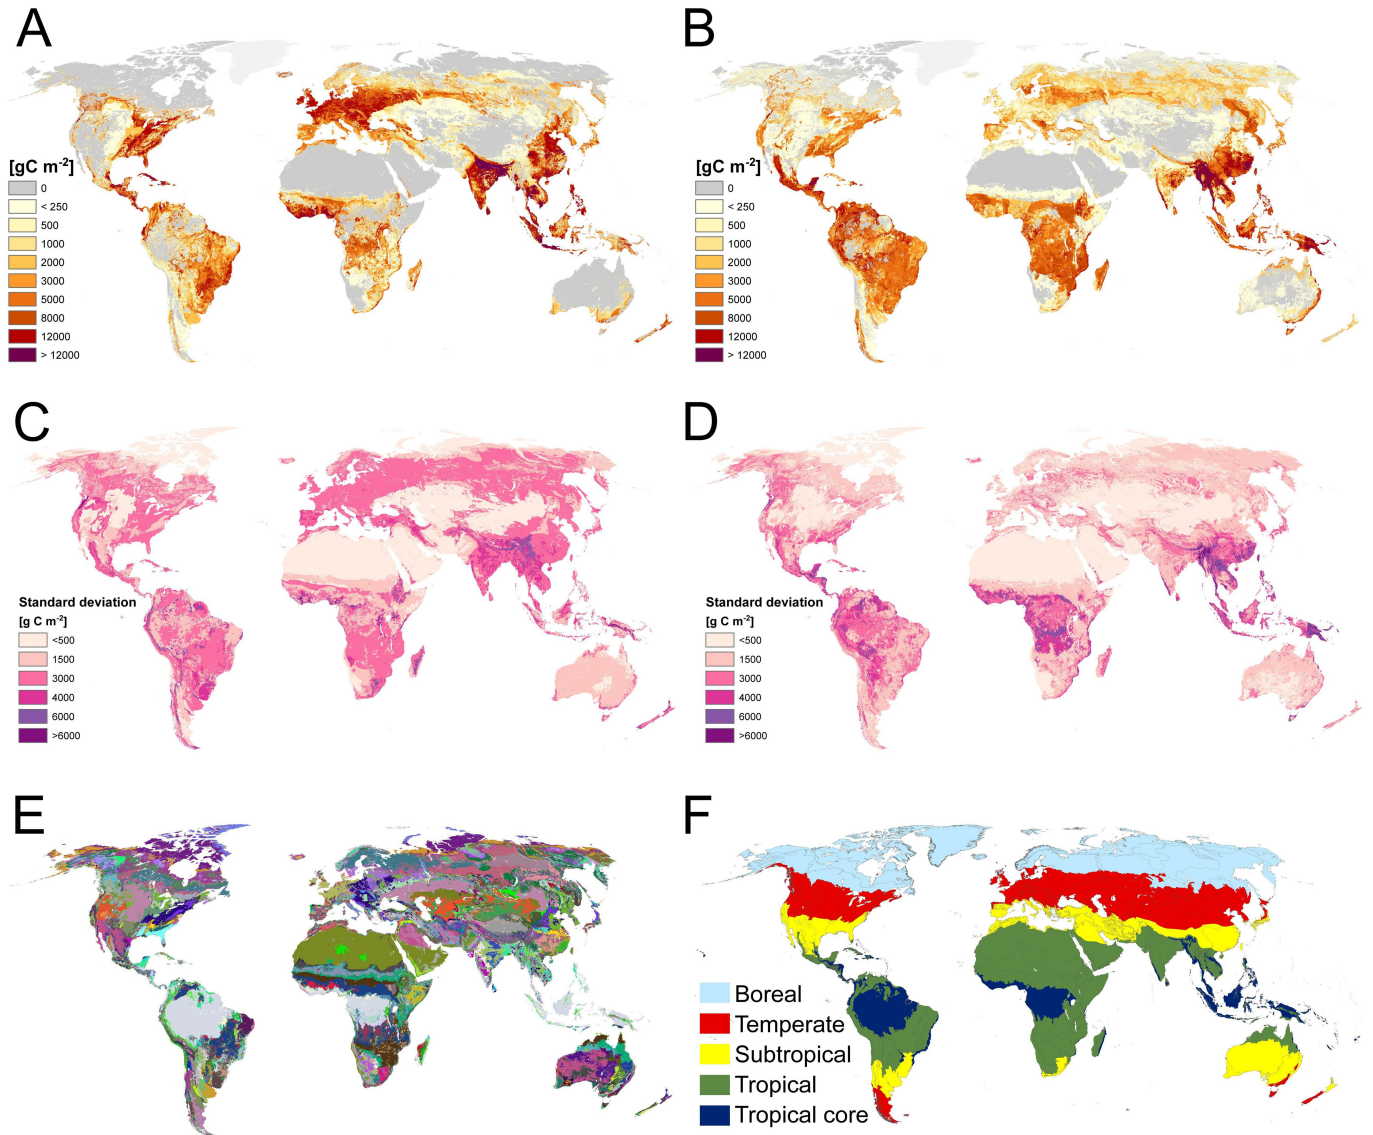 A
[gC m-2]
0
< 250
500
1000
2000
3000
5000
8000
12000
> 12000
B
[gC m-2]
0
< 250
500
1000
2000
3000
5000
8000
12000
> 12000
C
Standard deviation
[g C m-2]
<500
1500
3000
4000
6000
>6000
D
Standard deviation
[g C m-2]
<500
1500
3000
4000
6000
>6000
E
F
Boreal
Temperate
Subtropical
Tropical
Tropical core